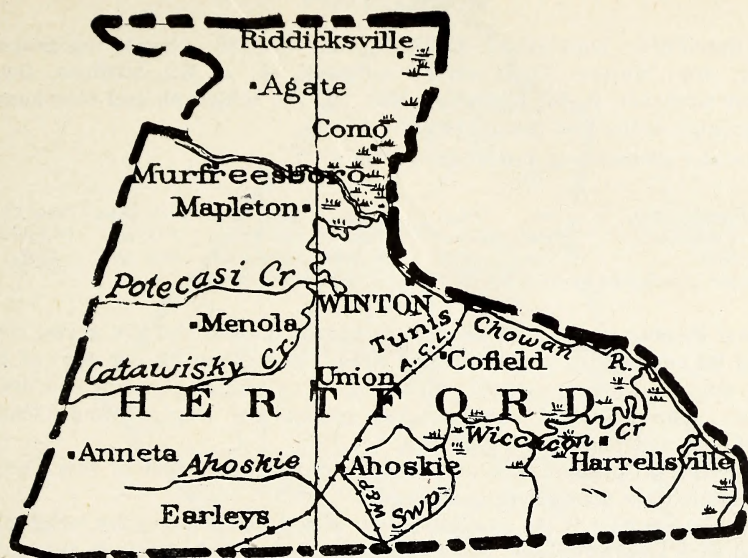 Riddicksville
Agate
Como
Murfreesboro
Mapleton
Potecasi Cr
WINTON
Menola
Tunis
Chowan R.
A.C.L.
Cofield
Catawisky Cr.
Union
HERTFORD
Wiccacon Cr
Anneta
Ahoskie Swp
Ahoskie
Harrellsville
W&P
Earleys